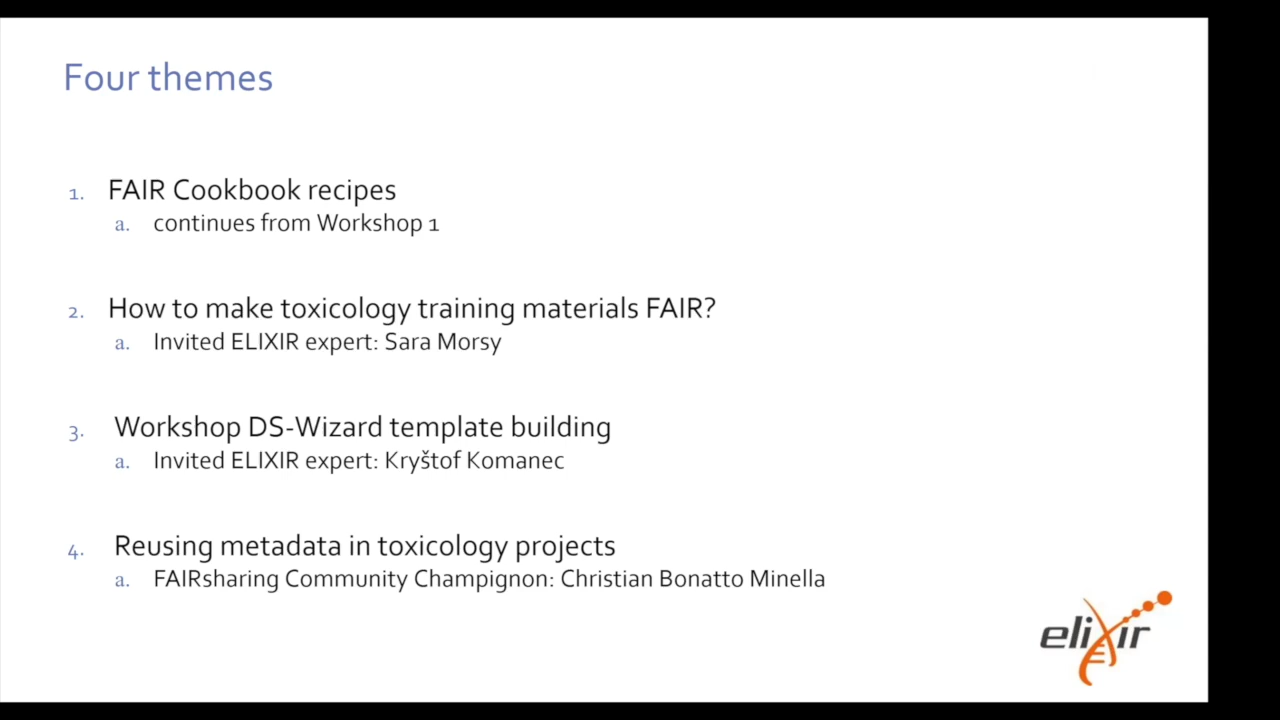 Four themes
1. FAIR Cookbook recipes
a. continues from Workshop 1
2. How to make toxicology training materials FAIR?
a. Invited ELIXIR expert: Sara Morsy
3. Workshop DS-Wizard template building
a. Invited ELIXIR expert: Kryštof Komanec
4. Reusing metadata in toxicology projects
a. FAIRsharing Community Champignon: Christian Bonatto Minella
elixir